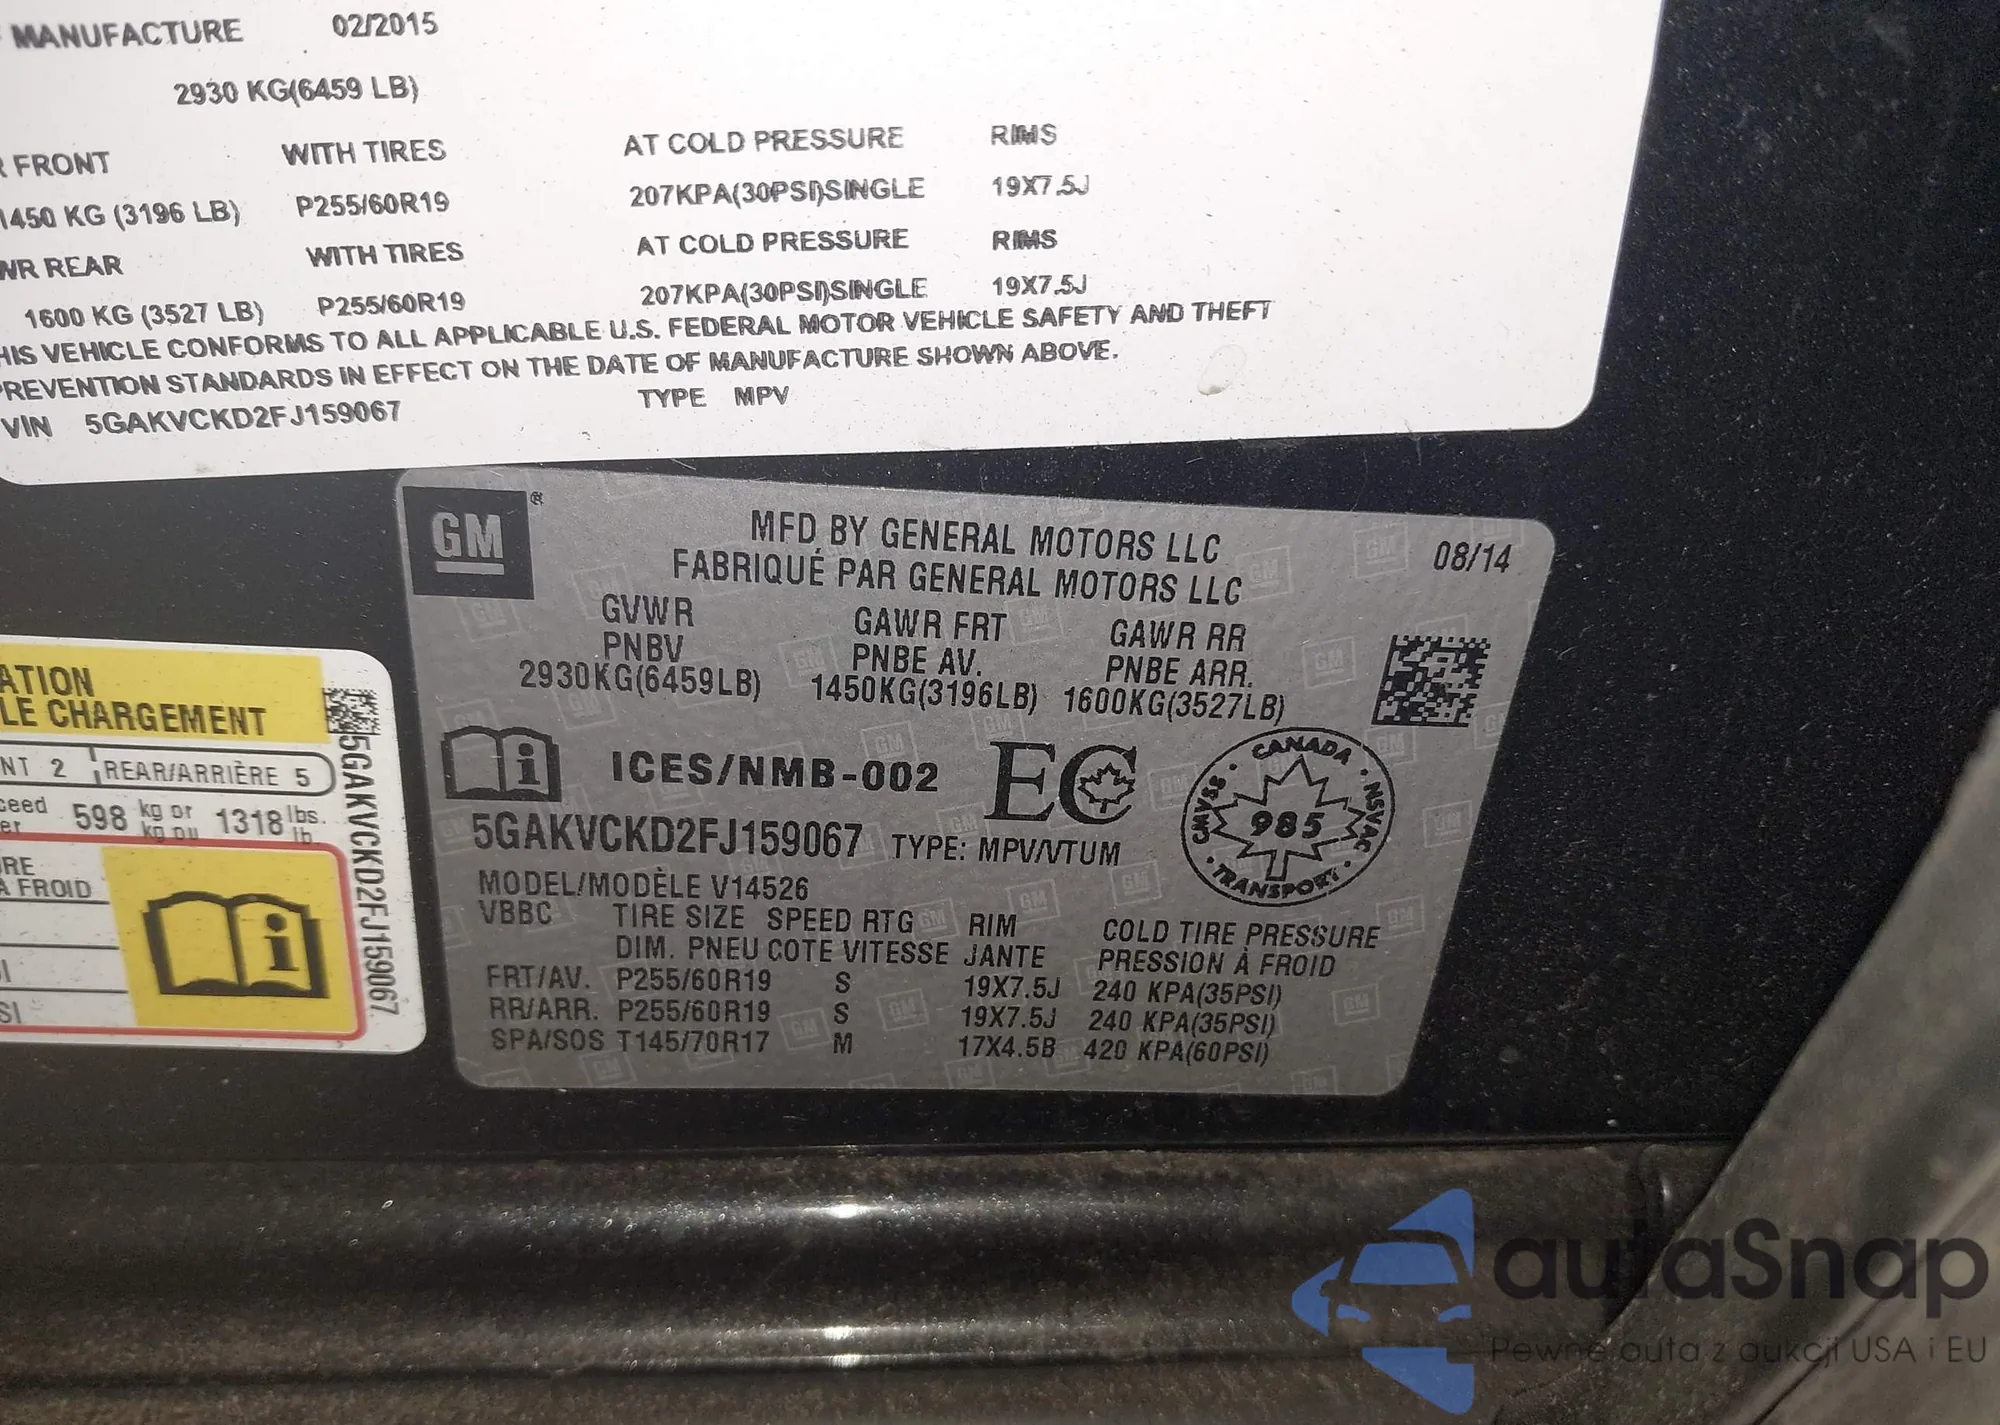 MANUFACTURE 02/2015
2930 KG(6459 LB)
FRONT WITH TIRES AT COLD PRESSURE RIMS
1450 KG (3196 LB) P255/60R19 207KPA(30PSI)SINGLE 19X7.5J
WR REAR WITH TIRES AT COLD PRESSURE RIMS
1600 KG (3527 LB) P255/60R19 207KPA(30PSI)SINGLE 19X7.5J
HIS VEHICLE CONFORMS TO ALL APPLICABLE U.S. FEDERAL MOTOR VEHICLE SAFETY AND THEFT
PREVENTION STANDARDS IN EFFECT ON THE DATE OF MANUFACTURE SHOWN ABOVE.
VIN 5GAKVCKD2FJ159067 TYPE MPV
GM ®
MFD BY GENERAL MOTORS LLC 08/14
FABRIQUÉ PAR GENERAL MOTORS LLC
GVWR GAWR FRT GAWR RR
PNBV PNBE AV. PNBE ARR.
2930KG(6459LB) 1450KG(3196LB) 1600KG(3527LB)
i ICES/NMB-002 EC
CANADA · NSVAC · TRANSPORT · CMVSS ·
985
5GAKVCKD2FJ159067 TYPE: MPV/VTUM
MODEL/MODÈLE V14526
VBBC TIRE SIZE SPEED RTG RIM COLD TIRE PRESSURE
DIM. PNEU COTE VITESSE JANTE PRESSION À FROID
FRT/AV. P255/60R19 S 19X7.5J 240 KPA(35PSI)
RR/ARR. P255/60R19 S 19X7.5J 240 KPA(35PSI)
SPA/SOS T145/70R17 M 17X4.5B 420 KPA(60PSI)
ATION
LE CHARGEMENT
NT 2 REAR/ARRIÈRE 5
ceed 598 kg or 1318 lbs.
er kg ou lb.
RE
À FROID
i
SI
SI
5GAKVCKD2FJ159067
autaSnap
Pewne auta z aukcji USA i EU